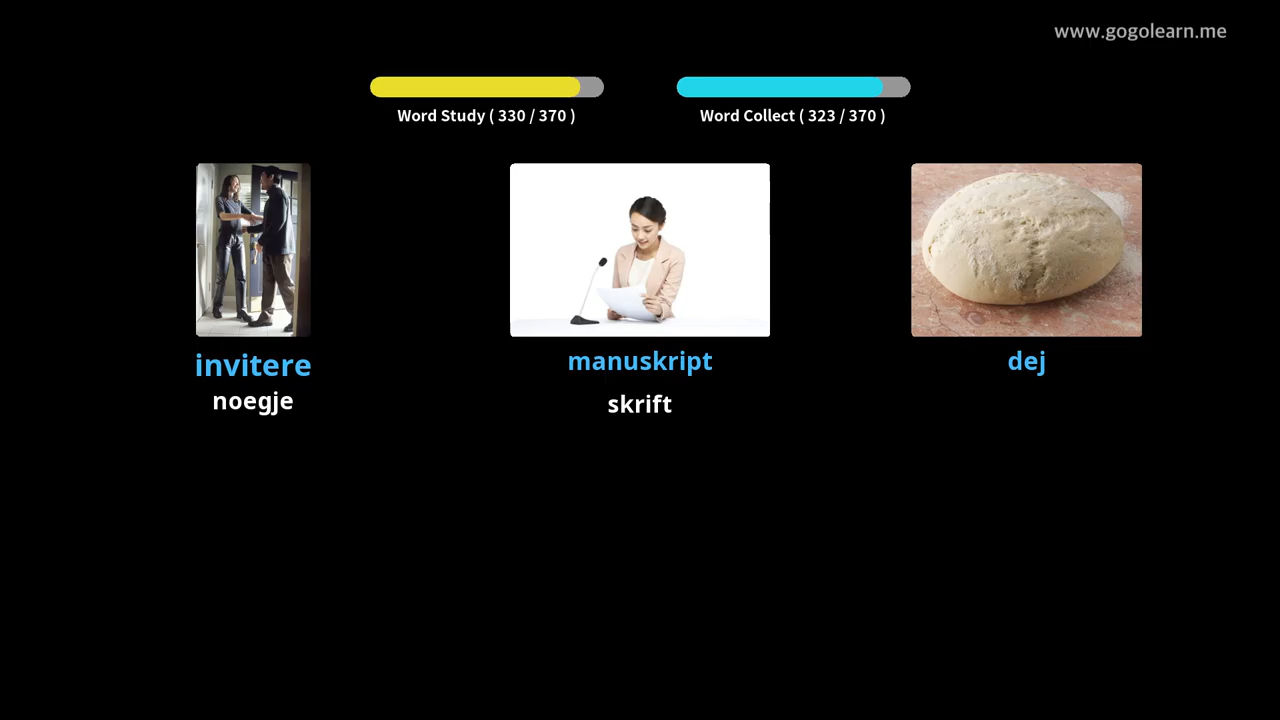 www.gogolearn.me
Word Study ( 330 / 370 )
Word Collect ( 323 / 370 )
invitere
noegje
manuskript
skrift
dej